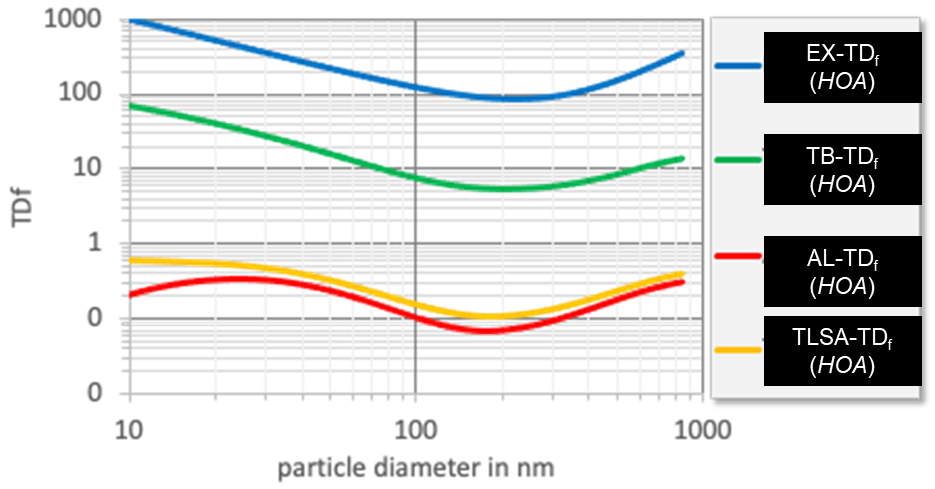 1000
100
10
1
0
0
TDf
10
100
1000
particle diameter in nm
EX-TDf
(HOA)
TB-TDf
(HOA)
AL-TDf
(HOA)
TLSA-TDf
(HOA)